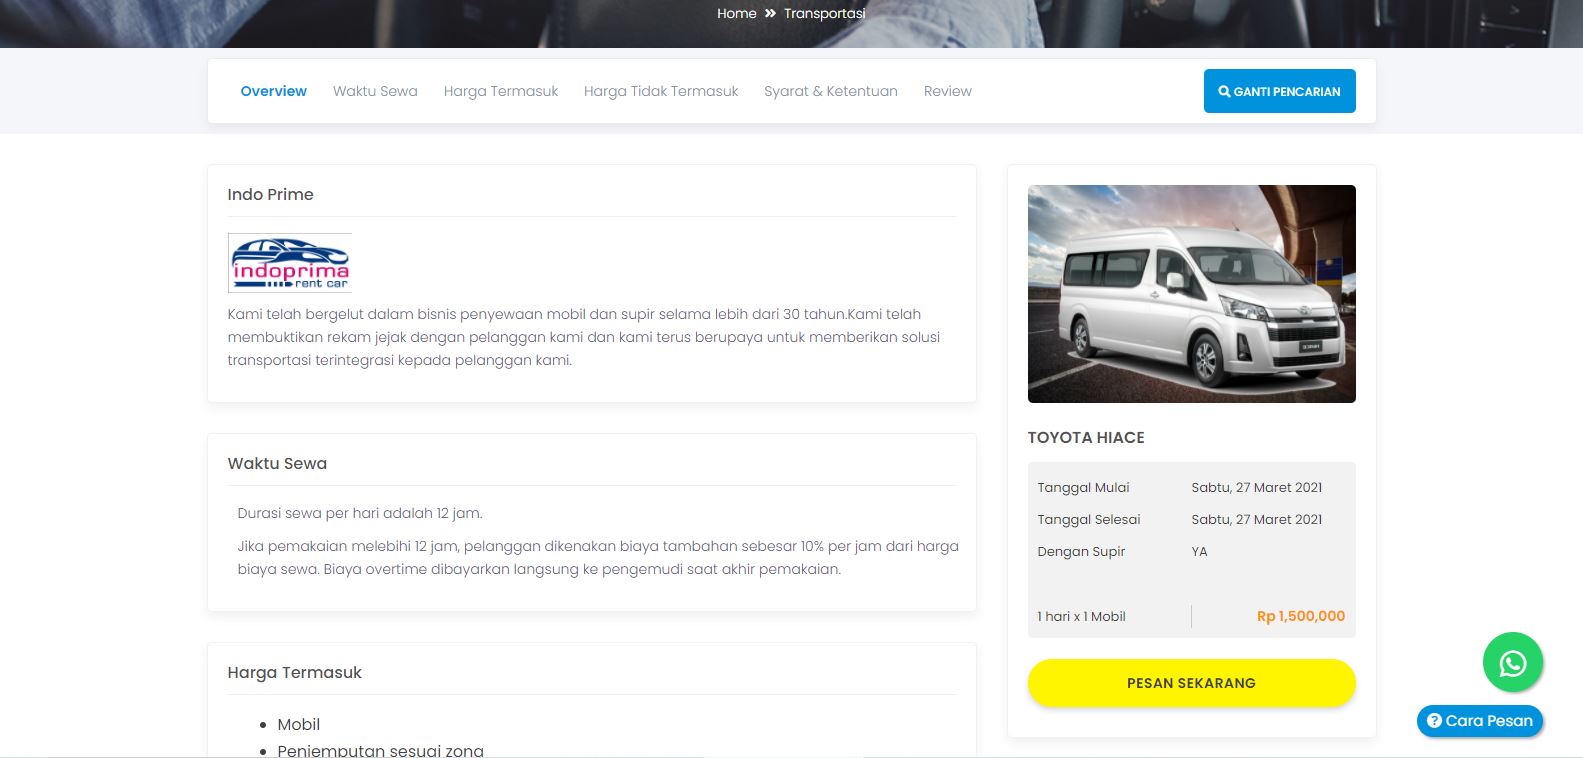 Home » Transportasi
Overview Waktu Sewa Harga Termasuk Harga Tidak Termasuk Syarat & Ketentuan Review GANTI PENCARIAN
Indo Prime
indoprima
rent car
Kami telah bergelut dalam bisnis penyewaan mobil dan supir selama lebih dari 30 tahun.Kami telah
membuktikan rekam jejak dengan pelanggan kami dan kami terus berupaya untuk memberikan solusi
transportasi terintegrasi kepada pelanggan kami.
Waktu Sewa
Durasi sewa per hari adalah 12 jam.
Jika pemakaian melebihi 12 jam, pelanggan dikenakan biaya tambahan sebesar 10% per jam dari harga
biaya sewa. Biaya overtime dibayarkan langsung ke pengemudi saat akhir pemakaian.
Harga Termasuk
• Mobil
• Penjemputan sesuai zona
TOYOTA HIACE
Tanggal Mulai Sabtu, 27 Maret 2021
Tanggal Selesai Sabtu, 27 Maret 2021
Dengan Supir YA
1 hari x 1 Mobil Rp 1,500,000
PESAN SEKARANG
Cara Pesan